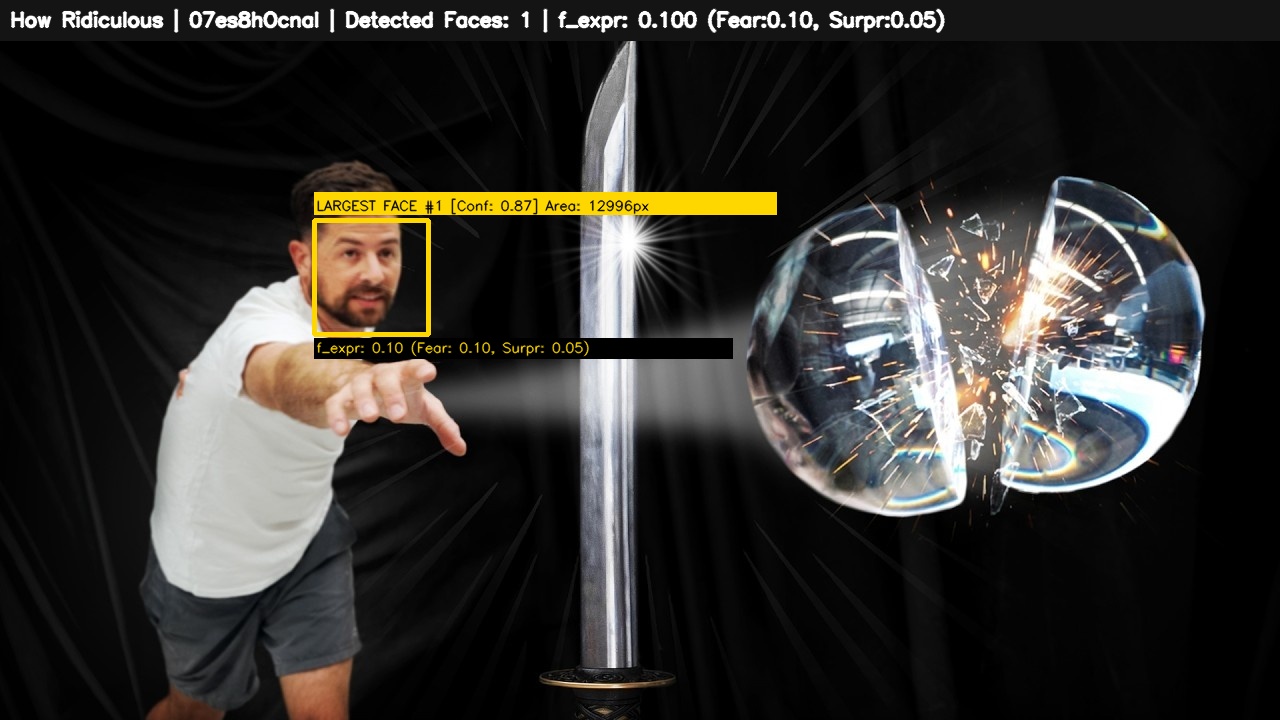 How Ridiculous | 07es8hOcnaI | Detected Faces: 1 | f_expr: 0.100 (Fear:0.10, Surpr:0.05)
LARGEST FACE #1 [Conf: 0.87] Area: 12996px
f_expr: 0.10 (Fear: 0.10, Surpr: 0.05)